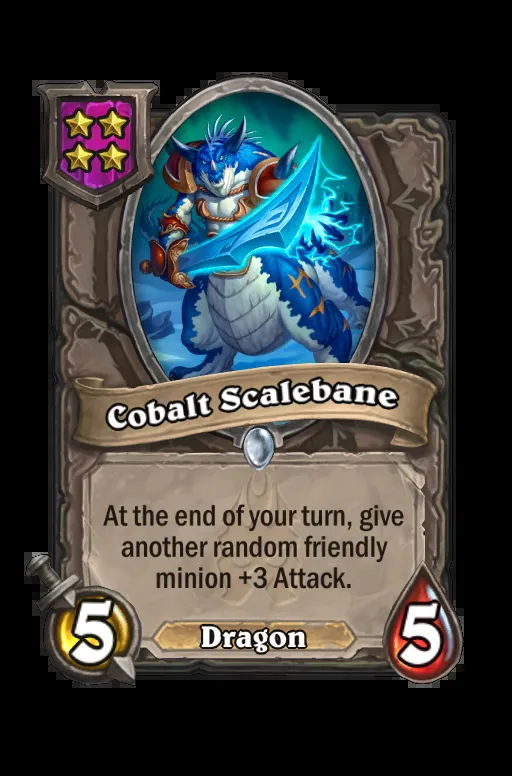 Cobalt Scalebane
At the end of your turn, give
another random friendly
minion +3 Attack.
5
Dragon
5